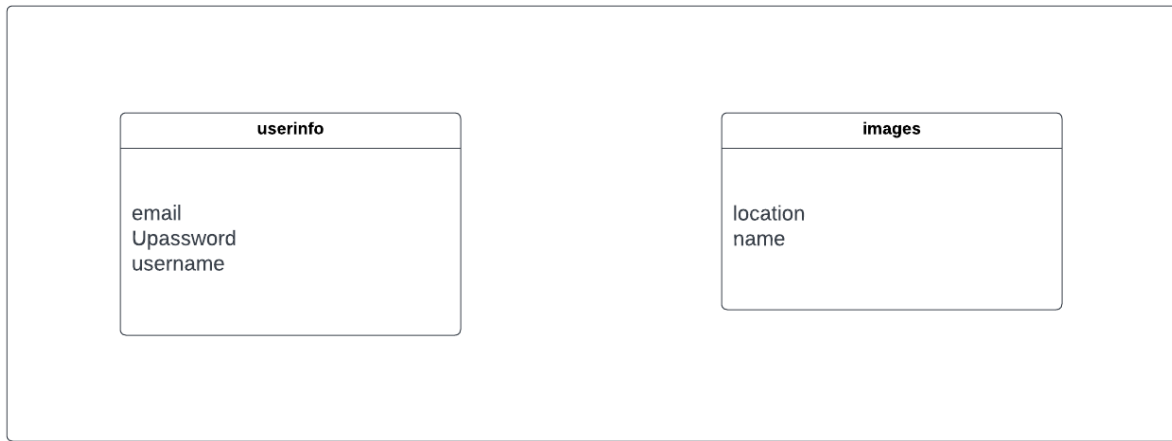 userinfo
email
Upassword
username
images
location
name